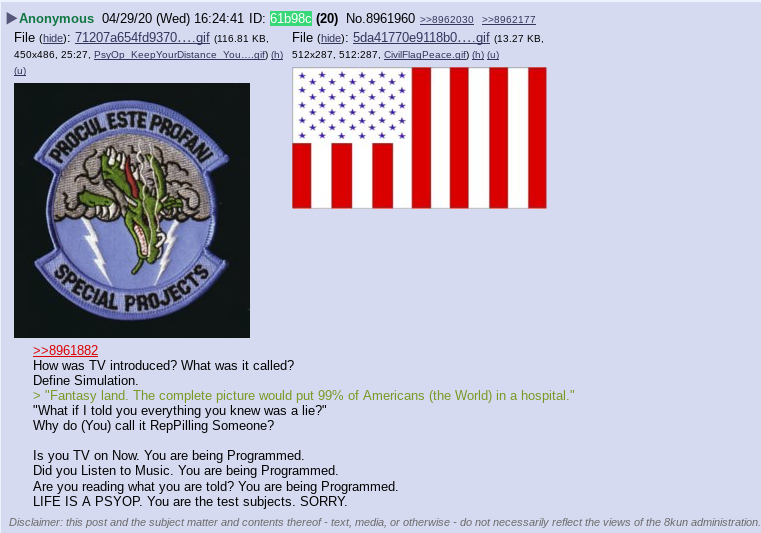 ▶Anonymous 04/29/20 (Wed) 16:24:41 ID: 61b98c (20) No.8961960 >>8962030 >>8962177
File (hide): 71207a654fd9370….gif (116.81 KB, 450x486, 25:27, PsyOp_KeepYourDistance_You….gif) (h) (u)
File (hide): 5da41770e9118b0….gif (13.27 KB, 512x287, 512:287, CivilFlagPeace.gif) (h) (u)
PROCUL ESTE PROFANI
SPECIAL PROJECTS
>>8961882
How was TV introduced? What was it called?
Define Simulation.
> "Fantasy land. The complete picture would put 99% of Americans (the World) in a hospital."
"What if I told you everything you knew was a lie?"
Why do (You) call it RepPilling Someone?
Is you TV on Now. You are being Programmed.
Did you Listen to Music. You are being Programmed.
Are you reading what you are told? You are being Programmed.
LIFE IS A PSYOP. You are the test subjects. SORRY.
Disclaimer: this post and the subject matter and contents thereof - text, media, or otherwise - do not necessarily reflect the views of the 8kun administration.